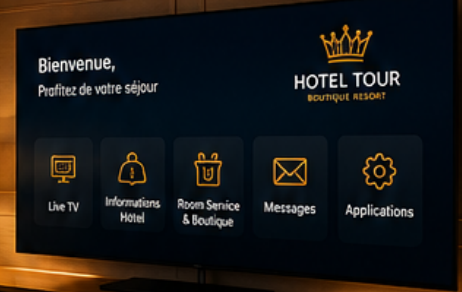 Bienvenue,
Profitez de votre séjour
HOTEL TOUR
BOUTIQUE RESORT
Live TV
Informations
Hôtel
Room Service
& Boutique
Messages
Applications